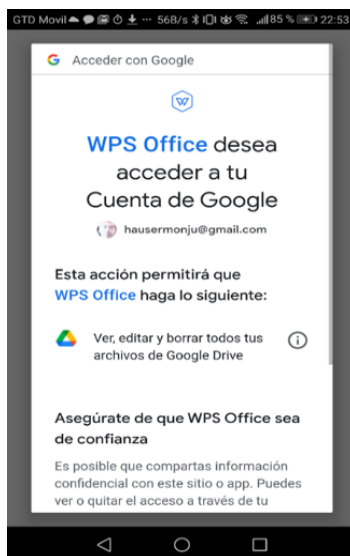 GTD Movil ... 56B/s 85 % 22:53
G Acceder con Google
WPS Office desea
acceder a tu
Cuenta de Google
hausermonju@gmail.com
Esta acción permitirá que
WPS Office haga lo siguiente:
Ver, editar y borrar todos tus
archivos de Google Drive
Asegúrate de que WPS Office sea
de confianza
Es posible que compartas información
confidencial con este sitio o app. Puedes
ver o quitar el acceso a través de tu